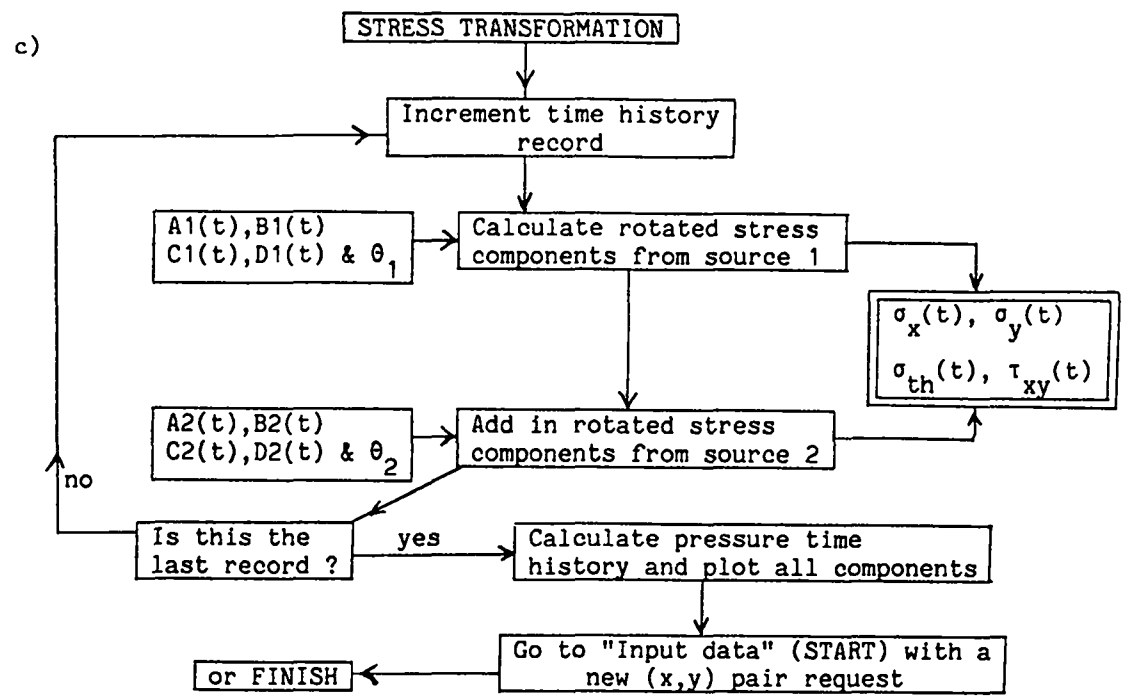 c)
STRESS TRANSFORMATION
Increment time history
record
A1(t),B1(t)
C1(t),D1(t) & θ1
Calculate rotated stress
components from source 1
σx(t), σy(t)
σth(t), τxy(t)
A2(t),B2(t)
C2(t),D2(t) & θ2
Add in rotated stress
components from source 2
no
Is this the
last record ?
yes
Calculate pressure time
history and plot all components
Go to "Input data" (START) with a
new (x,y) pair request
or FINISH